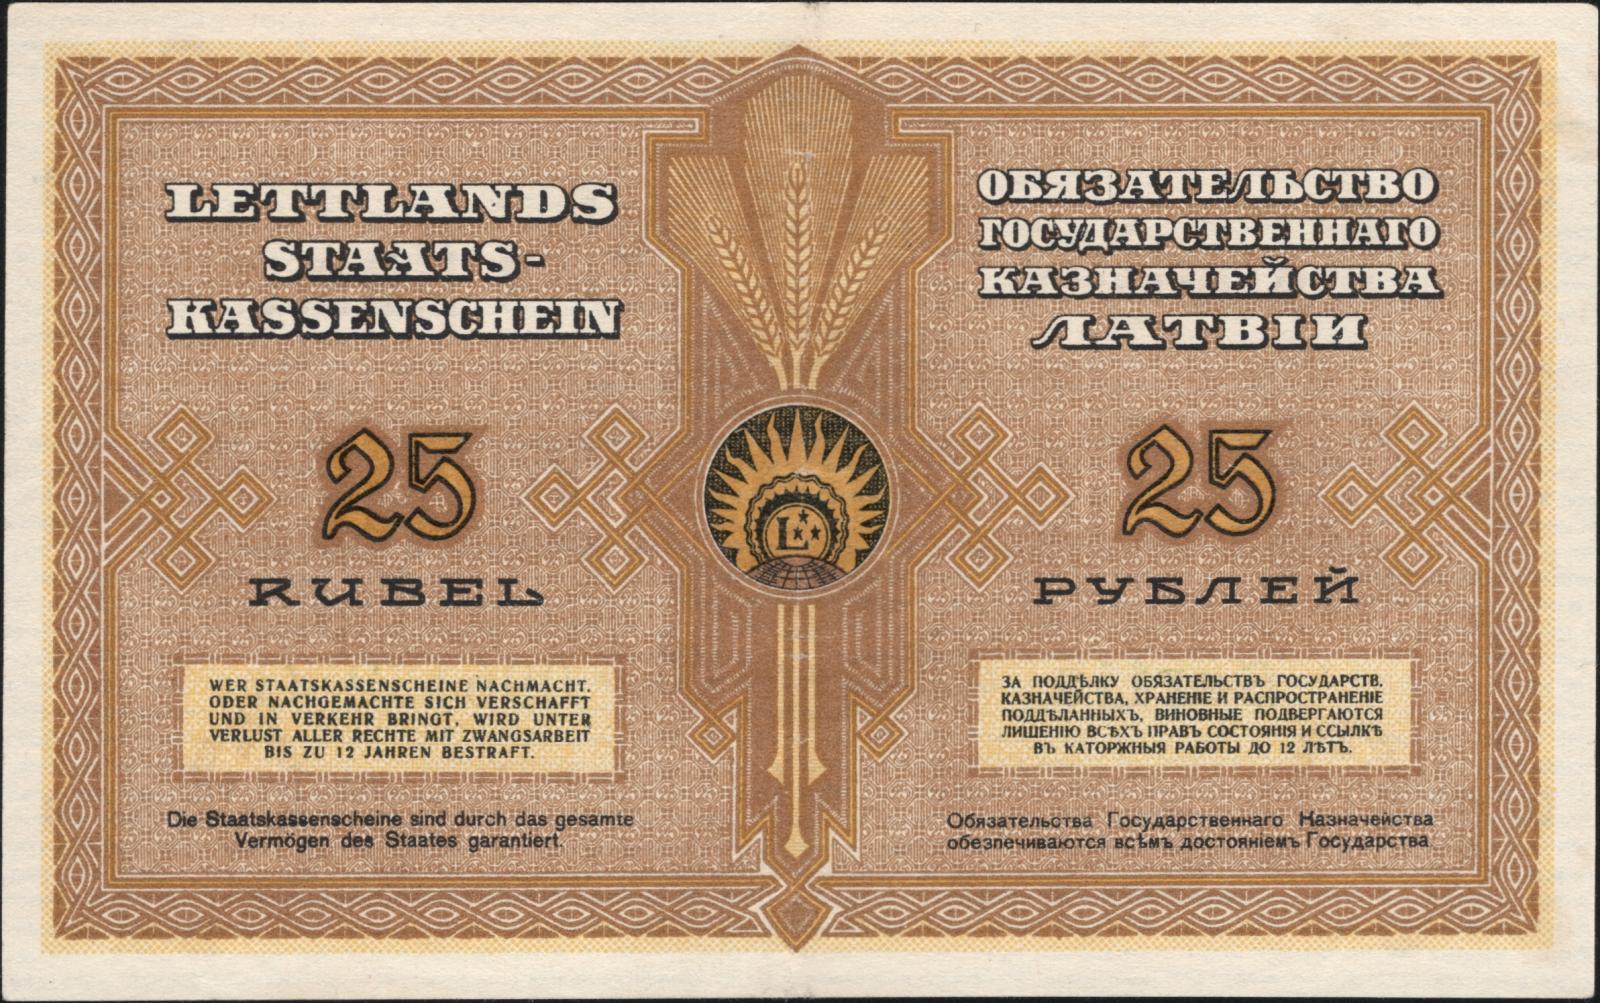 LETTLANDS
STAATS-
KASSENSCHEIN
25
RUBEL
WER STAATSKASSENSCHEINE NACHMACHT,
ODER NACHGEMACHTE SICH VERSCHAFFT
UND IN VERKEHR BRINGT, WIRD UNTER
VERLUST ALLER RECHTE MIT ZWANGSARBEIT
BIS ZU 12 JAHREN BESTRAFT.
Die Staatskassenscheine sind durch das gesamte
Vermögen des Staates garantiert.
L
ОБЯЗАТЕЛЬСТВО
ГОСУДАРСТВЕННАГО
КАЗНАЧЕЙСТВА
ЛАТВІИ
25
РУБЛЕЙ
ЗА ПОДДѢЛКУ ОБЯЗАТЕЛЬСТВЪ ГОСУДАРСТВ.
КАЗНАЧЕЙСТВА, ХРАНЕНІЕ И РАСПРОСТРАНЕНІЕ
ПОДДѢЛАННЫХЪ, ВИНОВНЫЕ ПОДВЕРГАЮТСЯ
ЛИШЕНІЮ ВСѢХЪ ПРАВЪ СОСТОЯНІЯ И ССЫЛКѢ
ВЪ КАТОРЖНЫЯ РАБОТЫ ДО 12 ЛѢТЪ.
Обязательства Государственнаго Казначейства
обезпечиваются всѣмъ достояніемъ Государства